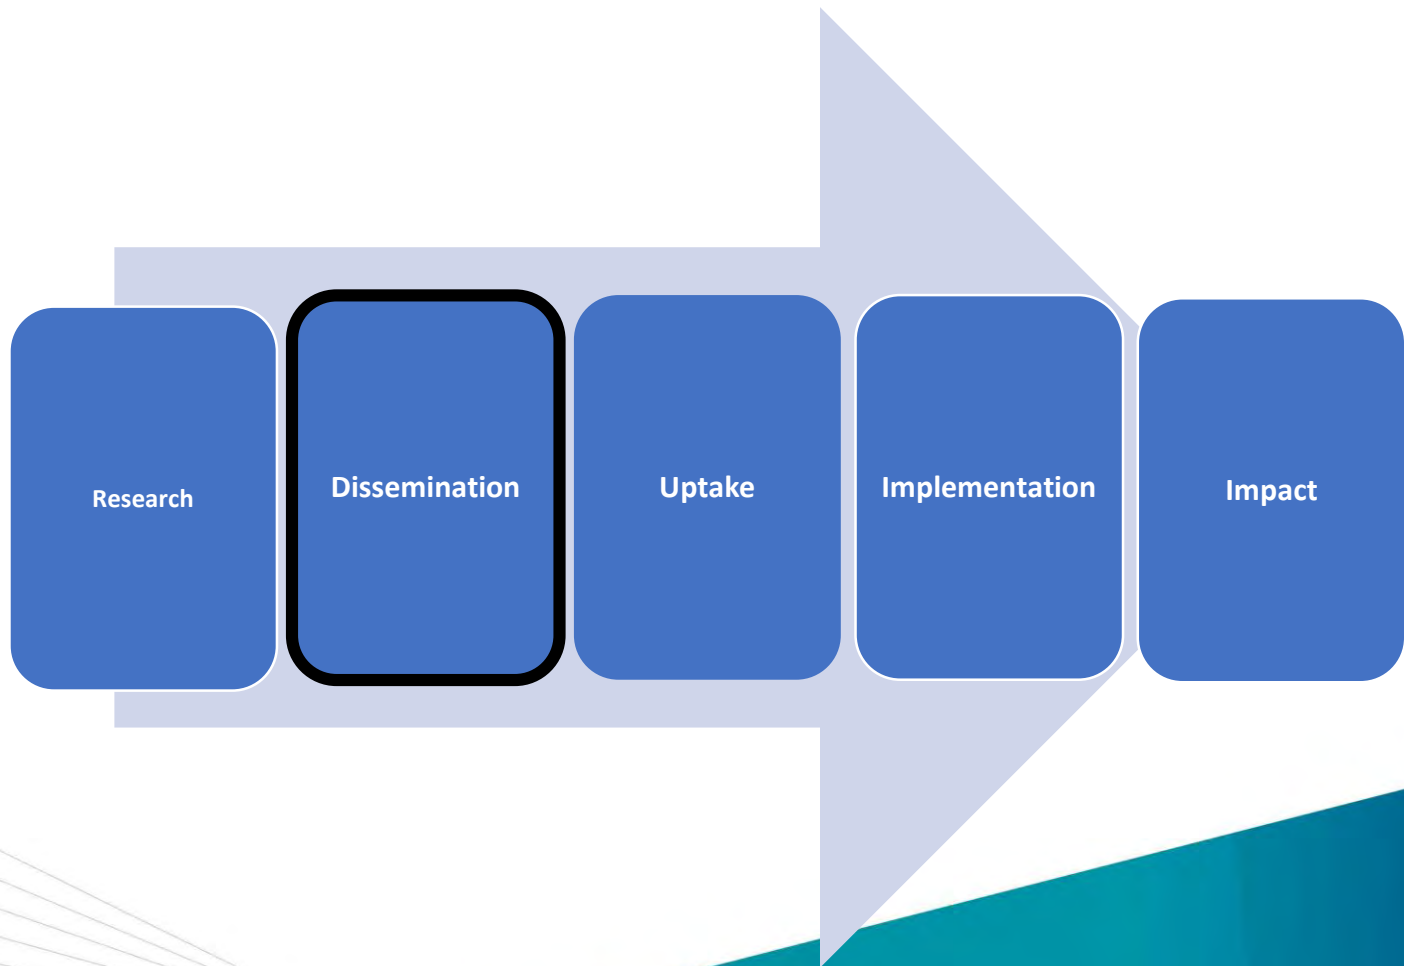 Research
Dissemination
Uptake
Implementation
Impact